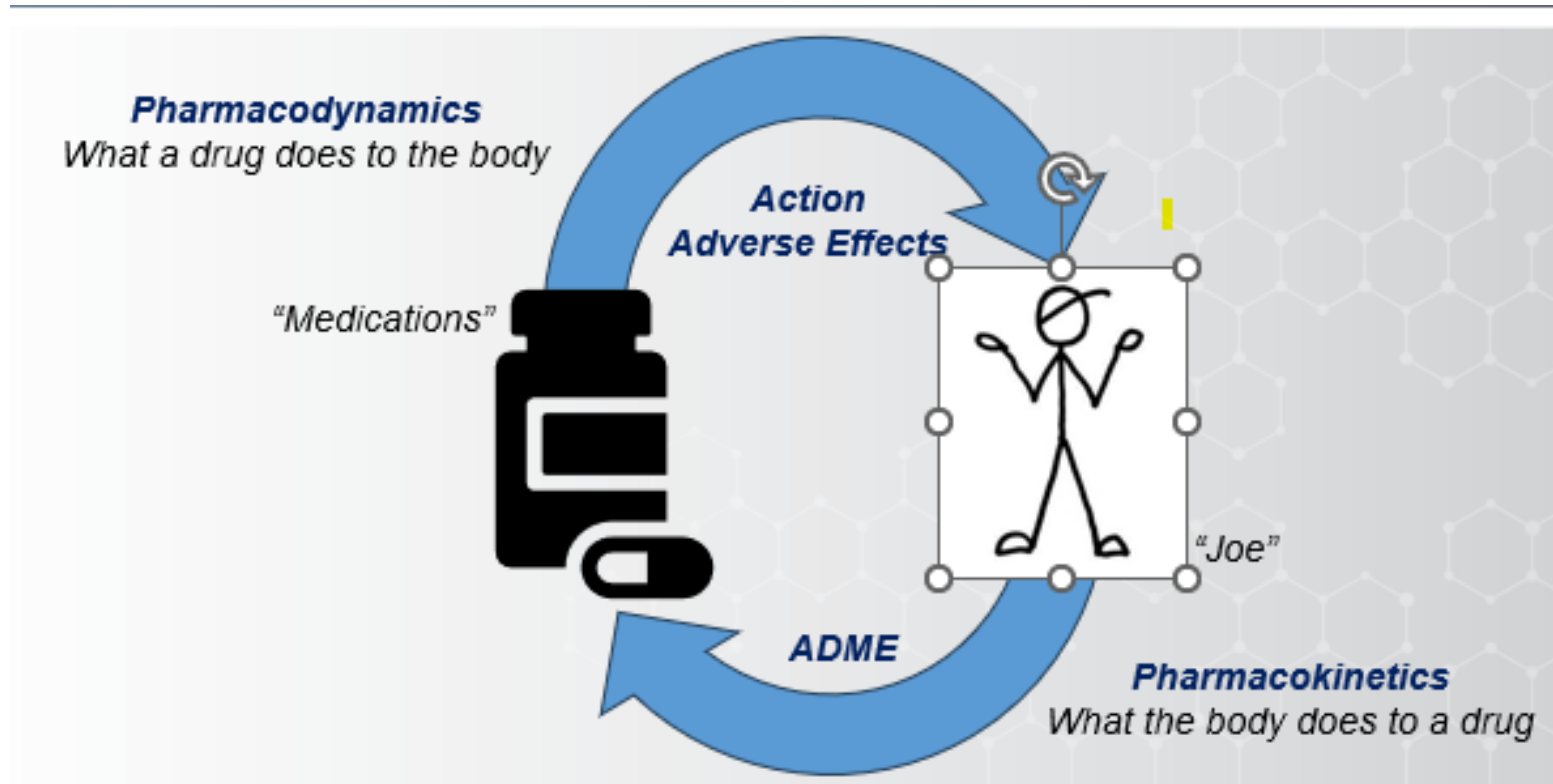 Pharmacodynamics
What a drug does to the body
Action
Adverse Effects
“Medications”
“Joe”
ADME
Pharmacokinetics
What the body does to a drug